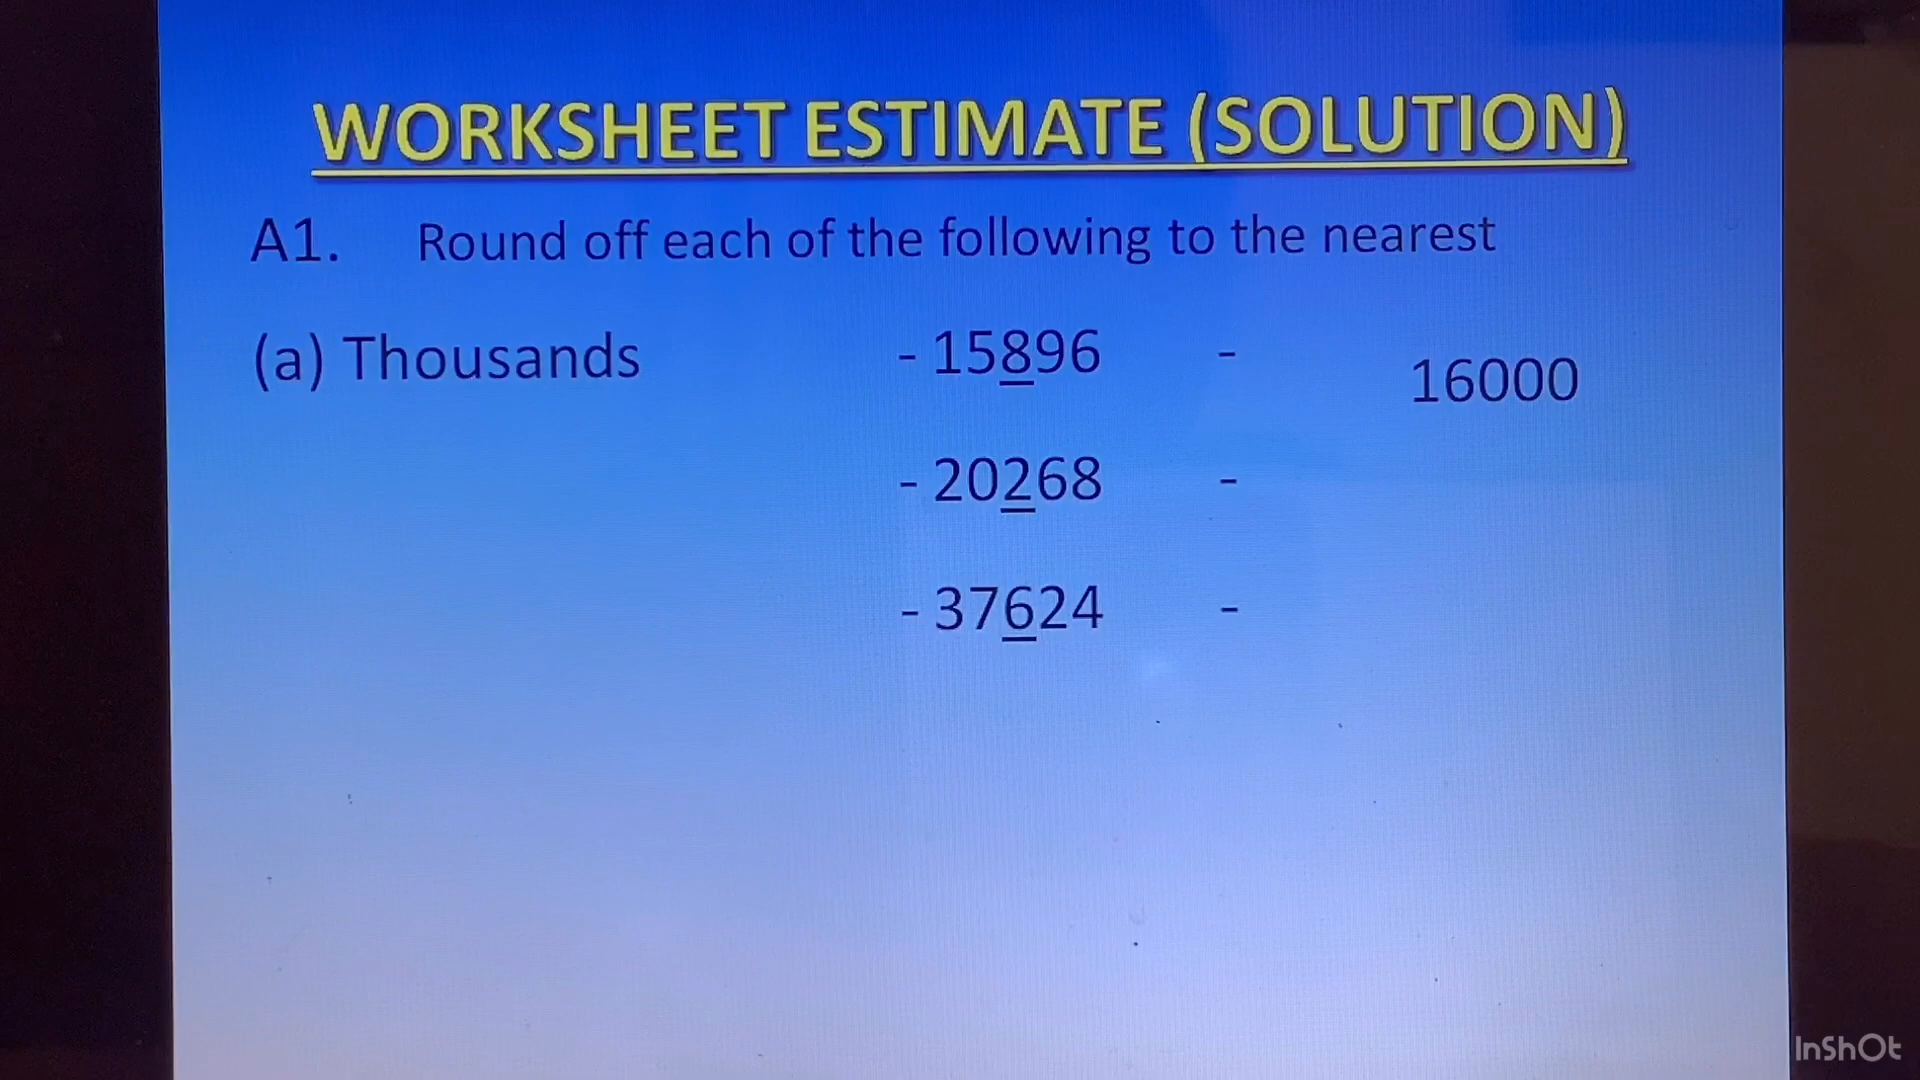 WORKSHEET ESTIMATE (SOLUTION)
A1. Round off each of the following to the nearest
(a) Thousands - 15896 - 16000
- 20268 -
- 37624 -
InShOt